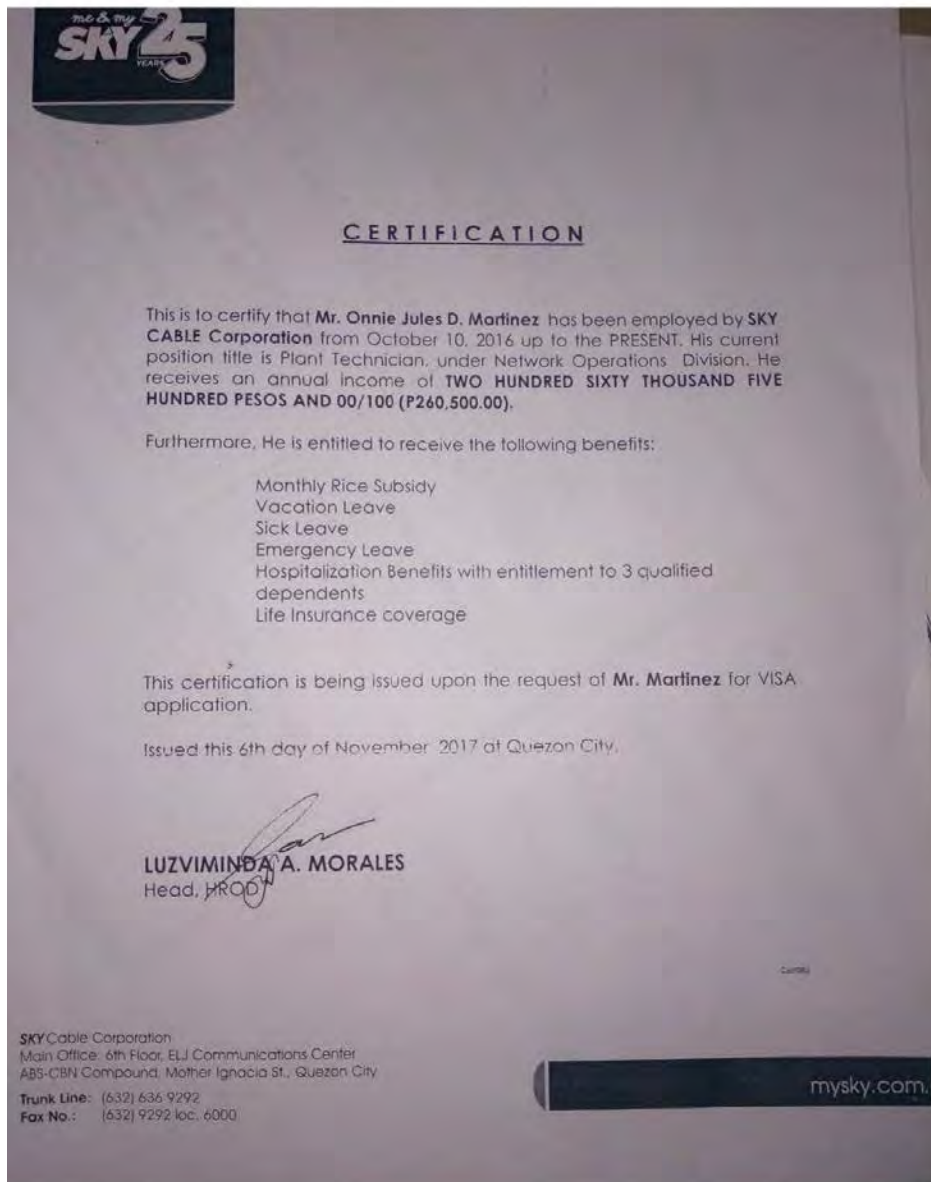 me & my
SKY 25
YEARS
CERTIFICATION
This is to certify that Mr. Onnie Jules D. Martinez has been employed by SKY
CABLE Corporation from October 10, 2016 up to the PRESENT. His current
position title is Plant Technician, under Network Operations Division. He
receives an annual income of TWO HUNDRED SIXTY THOUSAND FIVE
HUNDRED PESOS AND 00/100 (P260,500.00).
Furthermore, He is entitled to receive the following benefits:
Monthly Rice Subsidy
Vacation Leave
Sick Leave
Emergency Leave
Hospitalization Benefits with entitlement to 3 qualified
dependents
Life Insurance coverage
This certification is being issued upon the request of Mr. Martinez for VISA
application.
Issued this 6th day of November 2017 at Quezon City.
LUZVIMINDA A. MORALES
Head, HROD
SKYCable Corporation
Main Office: 6th Floor, ELJ Communications Center
ABS-CBN Compound, Mother Ignacia St., Quezon City
Trunk Line: (632) 636 9292
Fax No.: (632) 9292 loc. 6000
mysky.com.